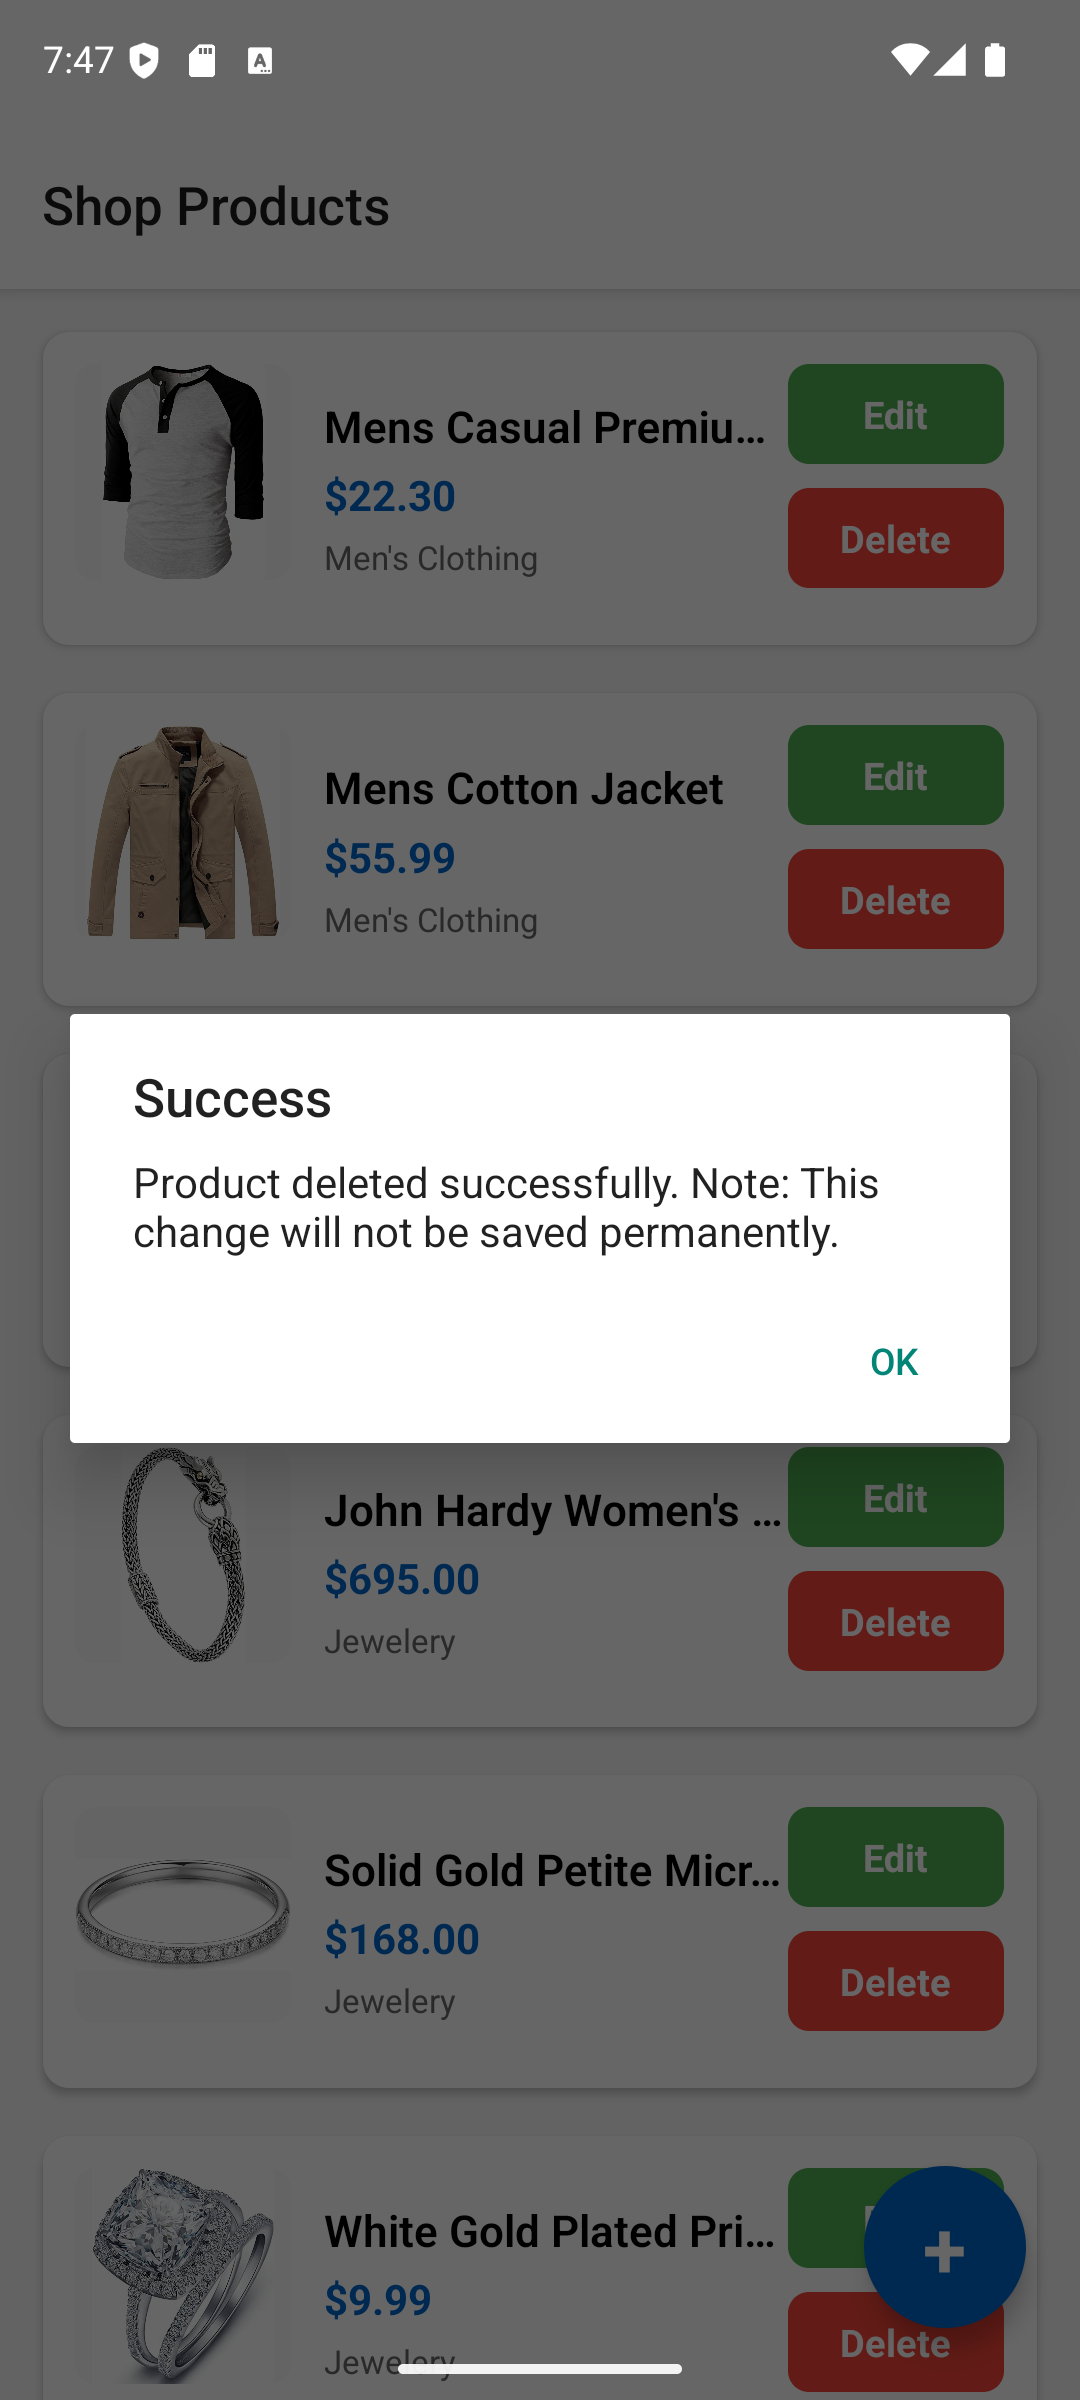 7:47
Shop Products
Mens Casual Premiu...
$22.30
Men's Clothing
Edit
Delete
Mens Cotton Jacket
$55.99
Men's Clothing
Edit
Delete
Success
Product deleted successfully. Note: This
change will not be saved permanently.
OK
John Hardy Women's ...
$695.00
Jewelery
Edit
Delete
Solid Gold Petite Micr...
$168.00
Jewelery
Edit
Delete
White Gold Plated Pri...
$9.99
Jewelery
+
Delete